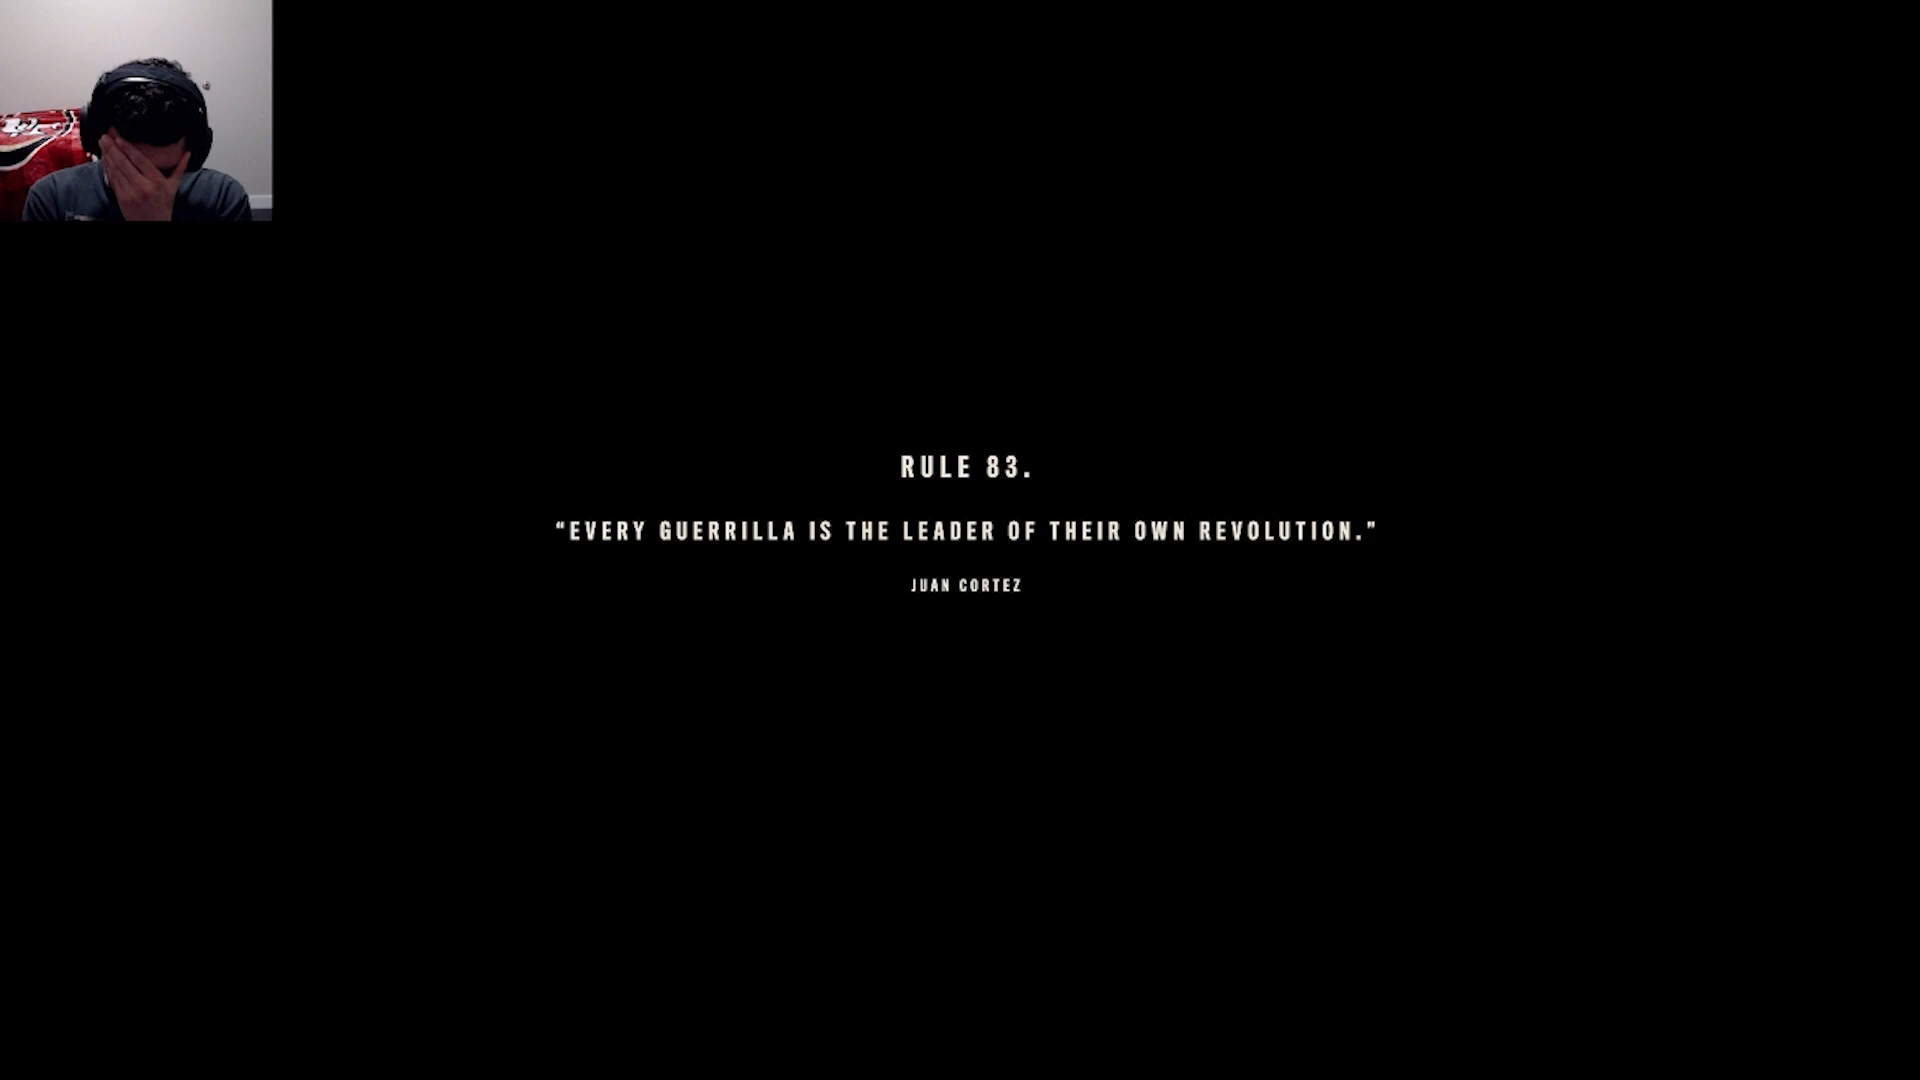 RULE 83.
“EVERY GUERRILLA IS THE LEADER OF THEIR OWN REVOLUTION.”
JUAN CORTEZ